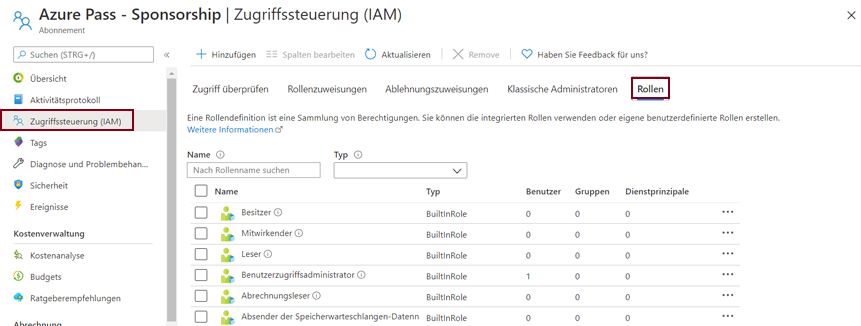 Azure Pass - Sponsorship | Zugriffssteuerung (IAM)
Abonnement
Suchen (STRG+/)
Hinzufügen Spalten bearbeiten Aktualisieren Remove Haben Sie Feedback für uns?
Übersicht
Aktivitätsprotokoll
Zugriffssteuerung (IAM)
Tags
Diagnose und Problembehan...
Sicherheit
Ereignisse
Kostenverwaltung
Kostenanalyse
Budgets
Ratgeberempfehlungen
Abrechnung
Zugriff überprüfen Rollenzuweisungen Ablehnungszuweisungen Klassische Administratoren Rollen
Eine Rollendefinition ist eine Sammlung von Berechtigungen. Sie können die integrierten Rollen verwenden oder eigene benutzerdefinierte Rollen erstellen.
Weitere Informationen
Name Typ
Nach Rollenname suchen
Name Typ Benutzer Gruppen Dienstprinzipale
Besitzer BuiltInRole 0 0 0
Mitwirkender BuiltInRole 0 0 0
Leser BuiltInRole 0 0 0
Benutzerzugriffsadministrator BuiltInRole 1 0 0
Abrechnungsleser BuiltInRole 0 0 0
Absender der Speicherwarteschlangen-Datenn BuiltInRole 0 0 0